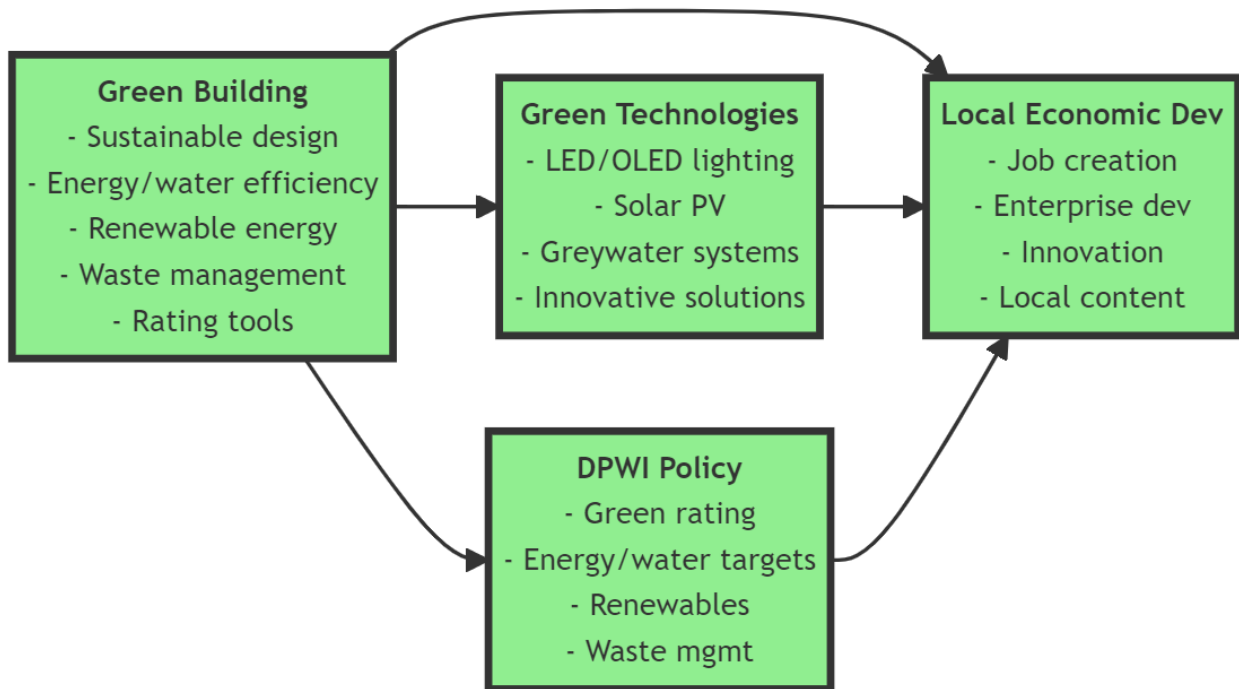 Green Building
- Sustainable design
- Energy/water efficiency
- Renewable energy
- Waste management
- Rating tools
Green Technologies
- LED/OLED lighting
- Solar PV
- Greywater systems
- Innovative solutions
Local Economic Dev
- Job creation
- Enterprise dev
- Innovation
- Local content
DPWI Policy
- Green rating
- Energy/water targets
- Renewables
- Waste mgmt